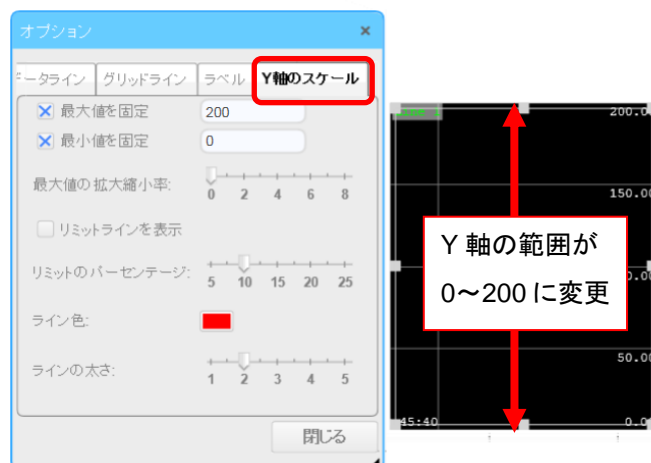 オプション
ータライン グリッドライン ラベル Y軸のスケール
最大値を固定 200
最小値を固定 0
最大値の拡大縮小率:
0 2 4 6 8
リミットラインを表示
リミットのパーセンテージ:
5 10 15 20 25
ライン色:
ラインの太さ:
1 2 3 4 5
閉じる
200.0
150.00
Y 軸の範囲が
0～200 に変更
50.00
45:40
0.0